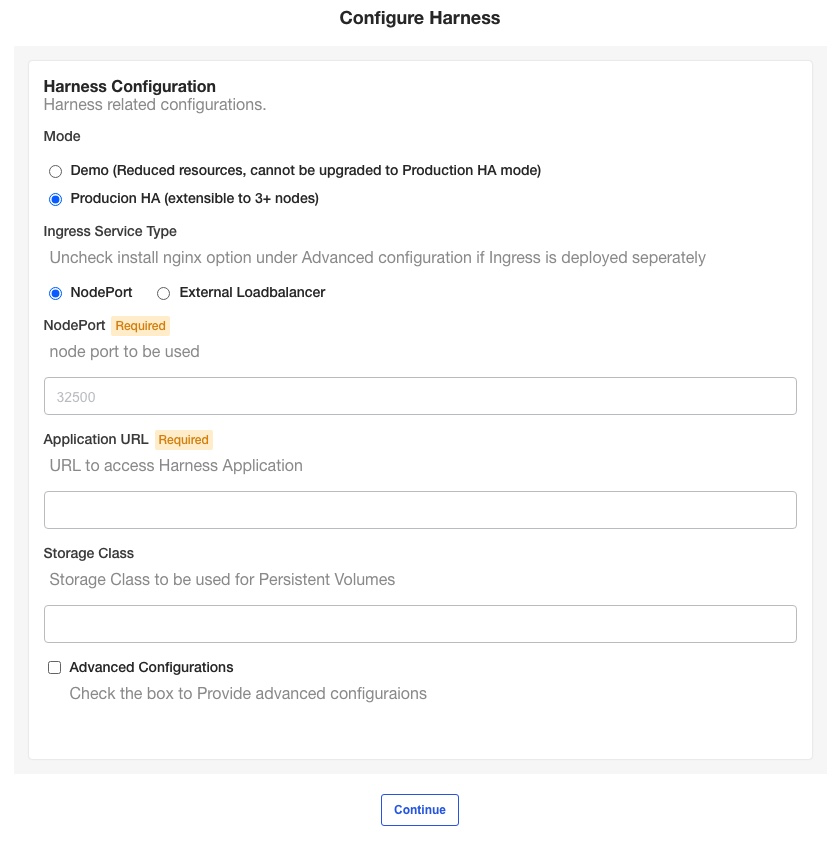 Configure Harness
Harness Configuration
Harness related configurations.
Mode
Demo (Reduced resources, cannot be upgraded to Production HA mode)
Producion HA (extensible to 3+ nodes)
Ingress Service Type
Uncheck install nginx option under Advanced configuration if Ingress is deployed seperately
NodePort External Loadbalancer
NodePort Required
node port to be used
32500
Application URL Required
URL to access Harness Application
Storage Class
Storage Class to be used for Persistent Volumes
Advanced Configurations
Check the box to Provide advanced configuraions
Continue